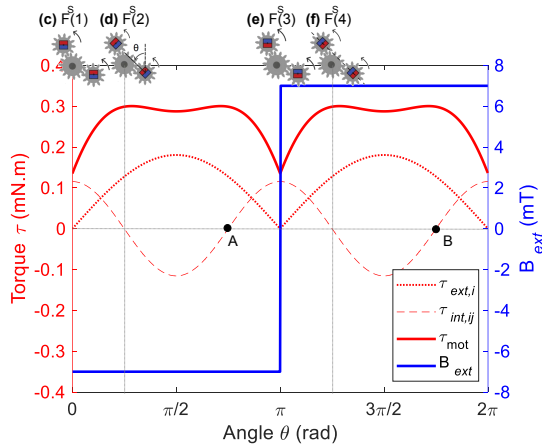 (c) F(1)
S
(d) F(2)
S
(e) F(3)
S
(f) F(4)
S
θ
0.4
0.3
0.2
0.1
0
-0.1
-0.2
-0.3
-0.4
Torque τ (mN.m)
8
6
4
2
0
-2
-4
-6
-8
B ext (mT)
A
B
τ ext,i
τ int,ij
τ mot
B ext
0
π/2
π
3π/2
2π
Angle θ (rad)